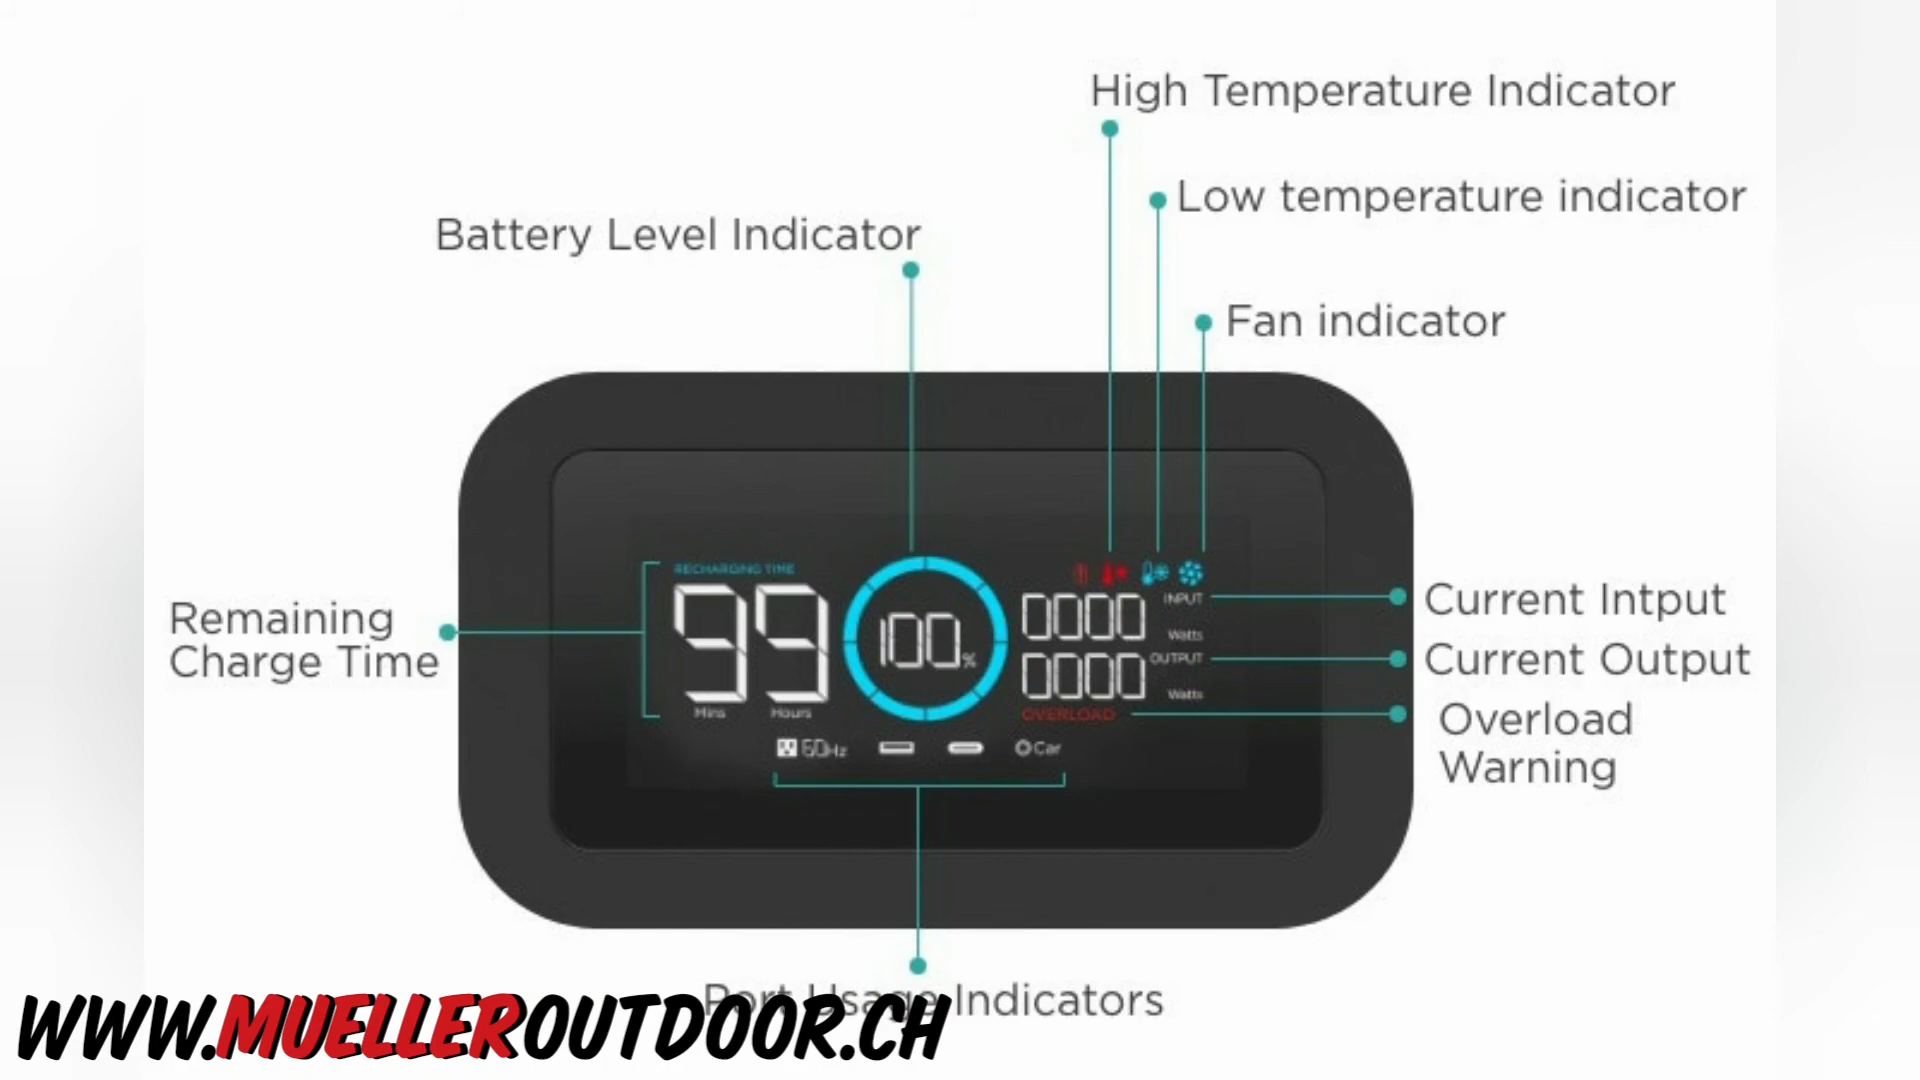 High Temperature Indicator
Low temperature indicator
Battery Level Indicator
Fan indicator
Remaining
Charge Time
RECHARGING TIME
99
Mins Hours
100%
0000 INPUT
Watts
0000 OUTPUT
Watts
OVERLOAD
60Hz
Car
Current Intput
Current Output
Overload
Warning
Port Usage Indicators
WWW.MUELLEROUTDOOR.CH